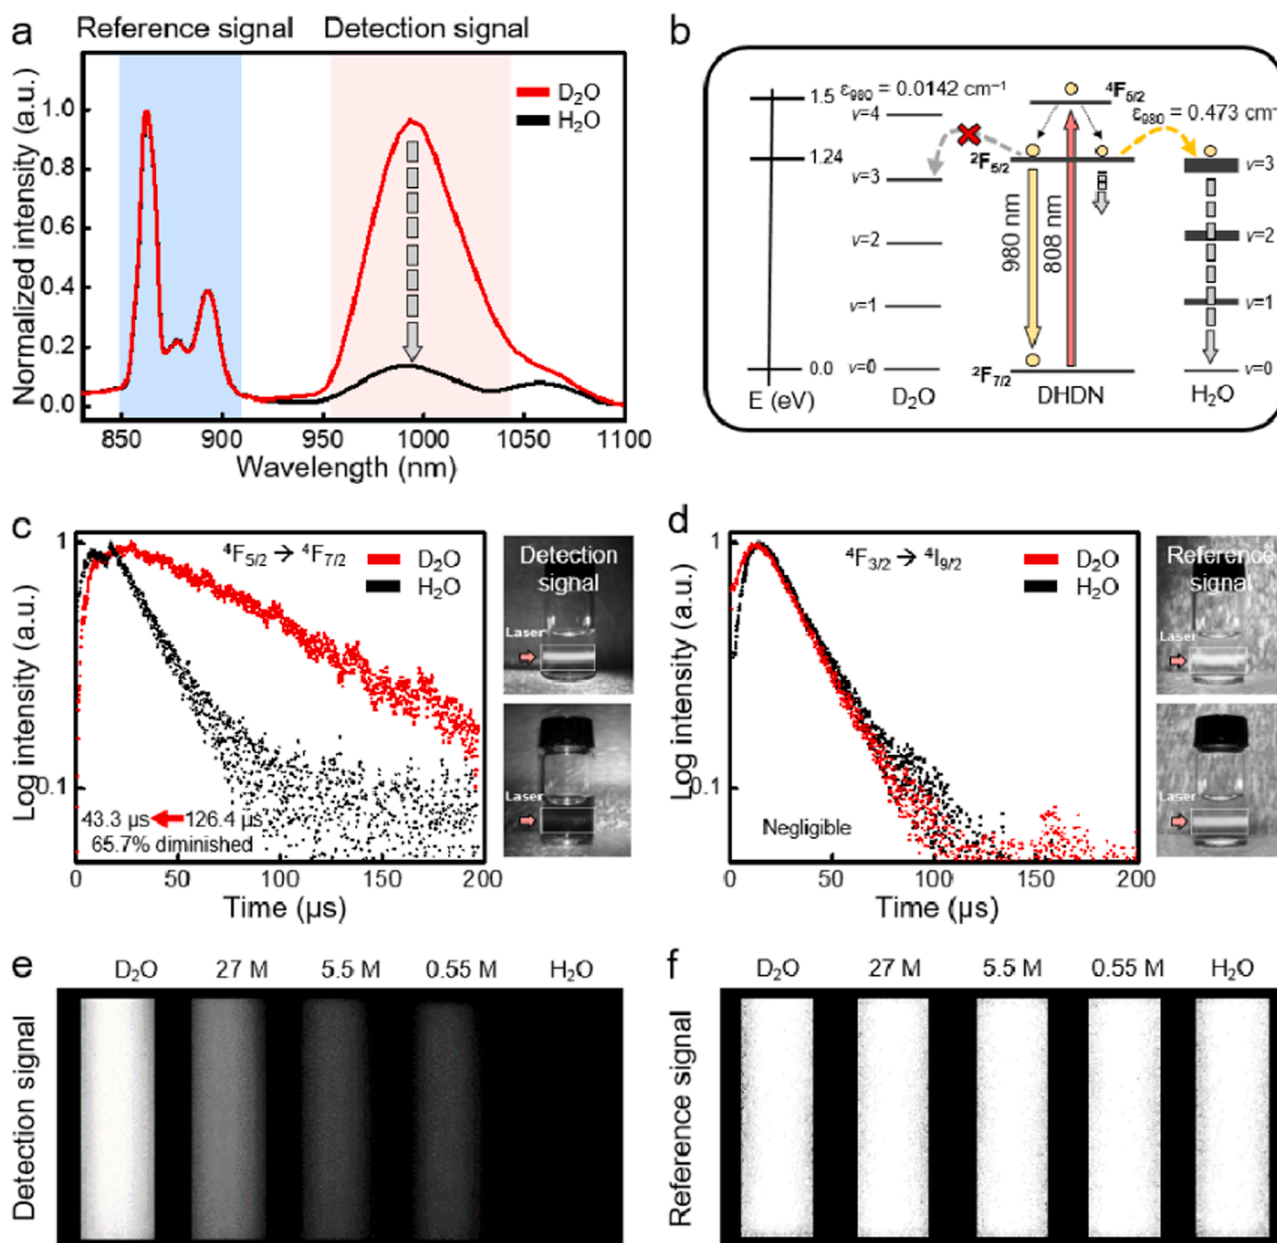 a
Reference signal
Detection signal
Normalized intensity (a.u.)
1.0
0.8
0.6
0.4
0.2
0.0
D₂O
H₂O
850 900 950 1000 1050 1100
Wavelength (nm)
b
1.5
1.24
0.0
E (eV)
ε₉₈₀ = 0.0142 cm⁻¹
v=4
v=3
v=2
v=1
v=0
D₂O
⁴F₅/₂
²F₅/₂
980 nm
808 nm
²F₇/₂
DHDN
ε₉₈₀ = 0.473 cm
v=3
v=2
v=1
v=0
H₂O
c
Log intensity (a.u.)
1
0.1
⁴F₅/₂ → ⁴F₇/₂
D₂O
H₂O
43.3 μs 126.4 μs
65.7% diminished
0 50 100 150 200
Time (μs)
Detection
signal
Laser
Laser
d
Log intensity (a.u.)
1
0.1
⁴F₃/₂ → ⁴I₉/₂
D₂O
H₂O
Negligible
0 50 100 150 200
Time (μs)
Reference
signal
Laser
Laser
e
D₂O 27 M 5.5 M 0.55 M H₂O
Detection signal
f
D₂O 27 M 5.5 M 0.55 M H₂O
Reference signal